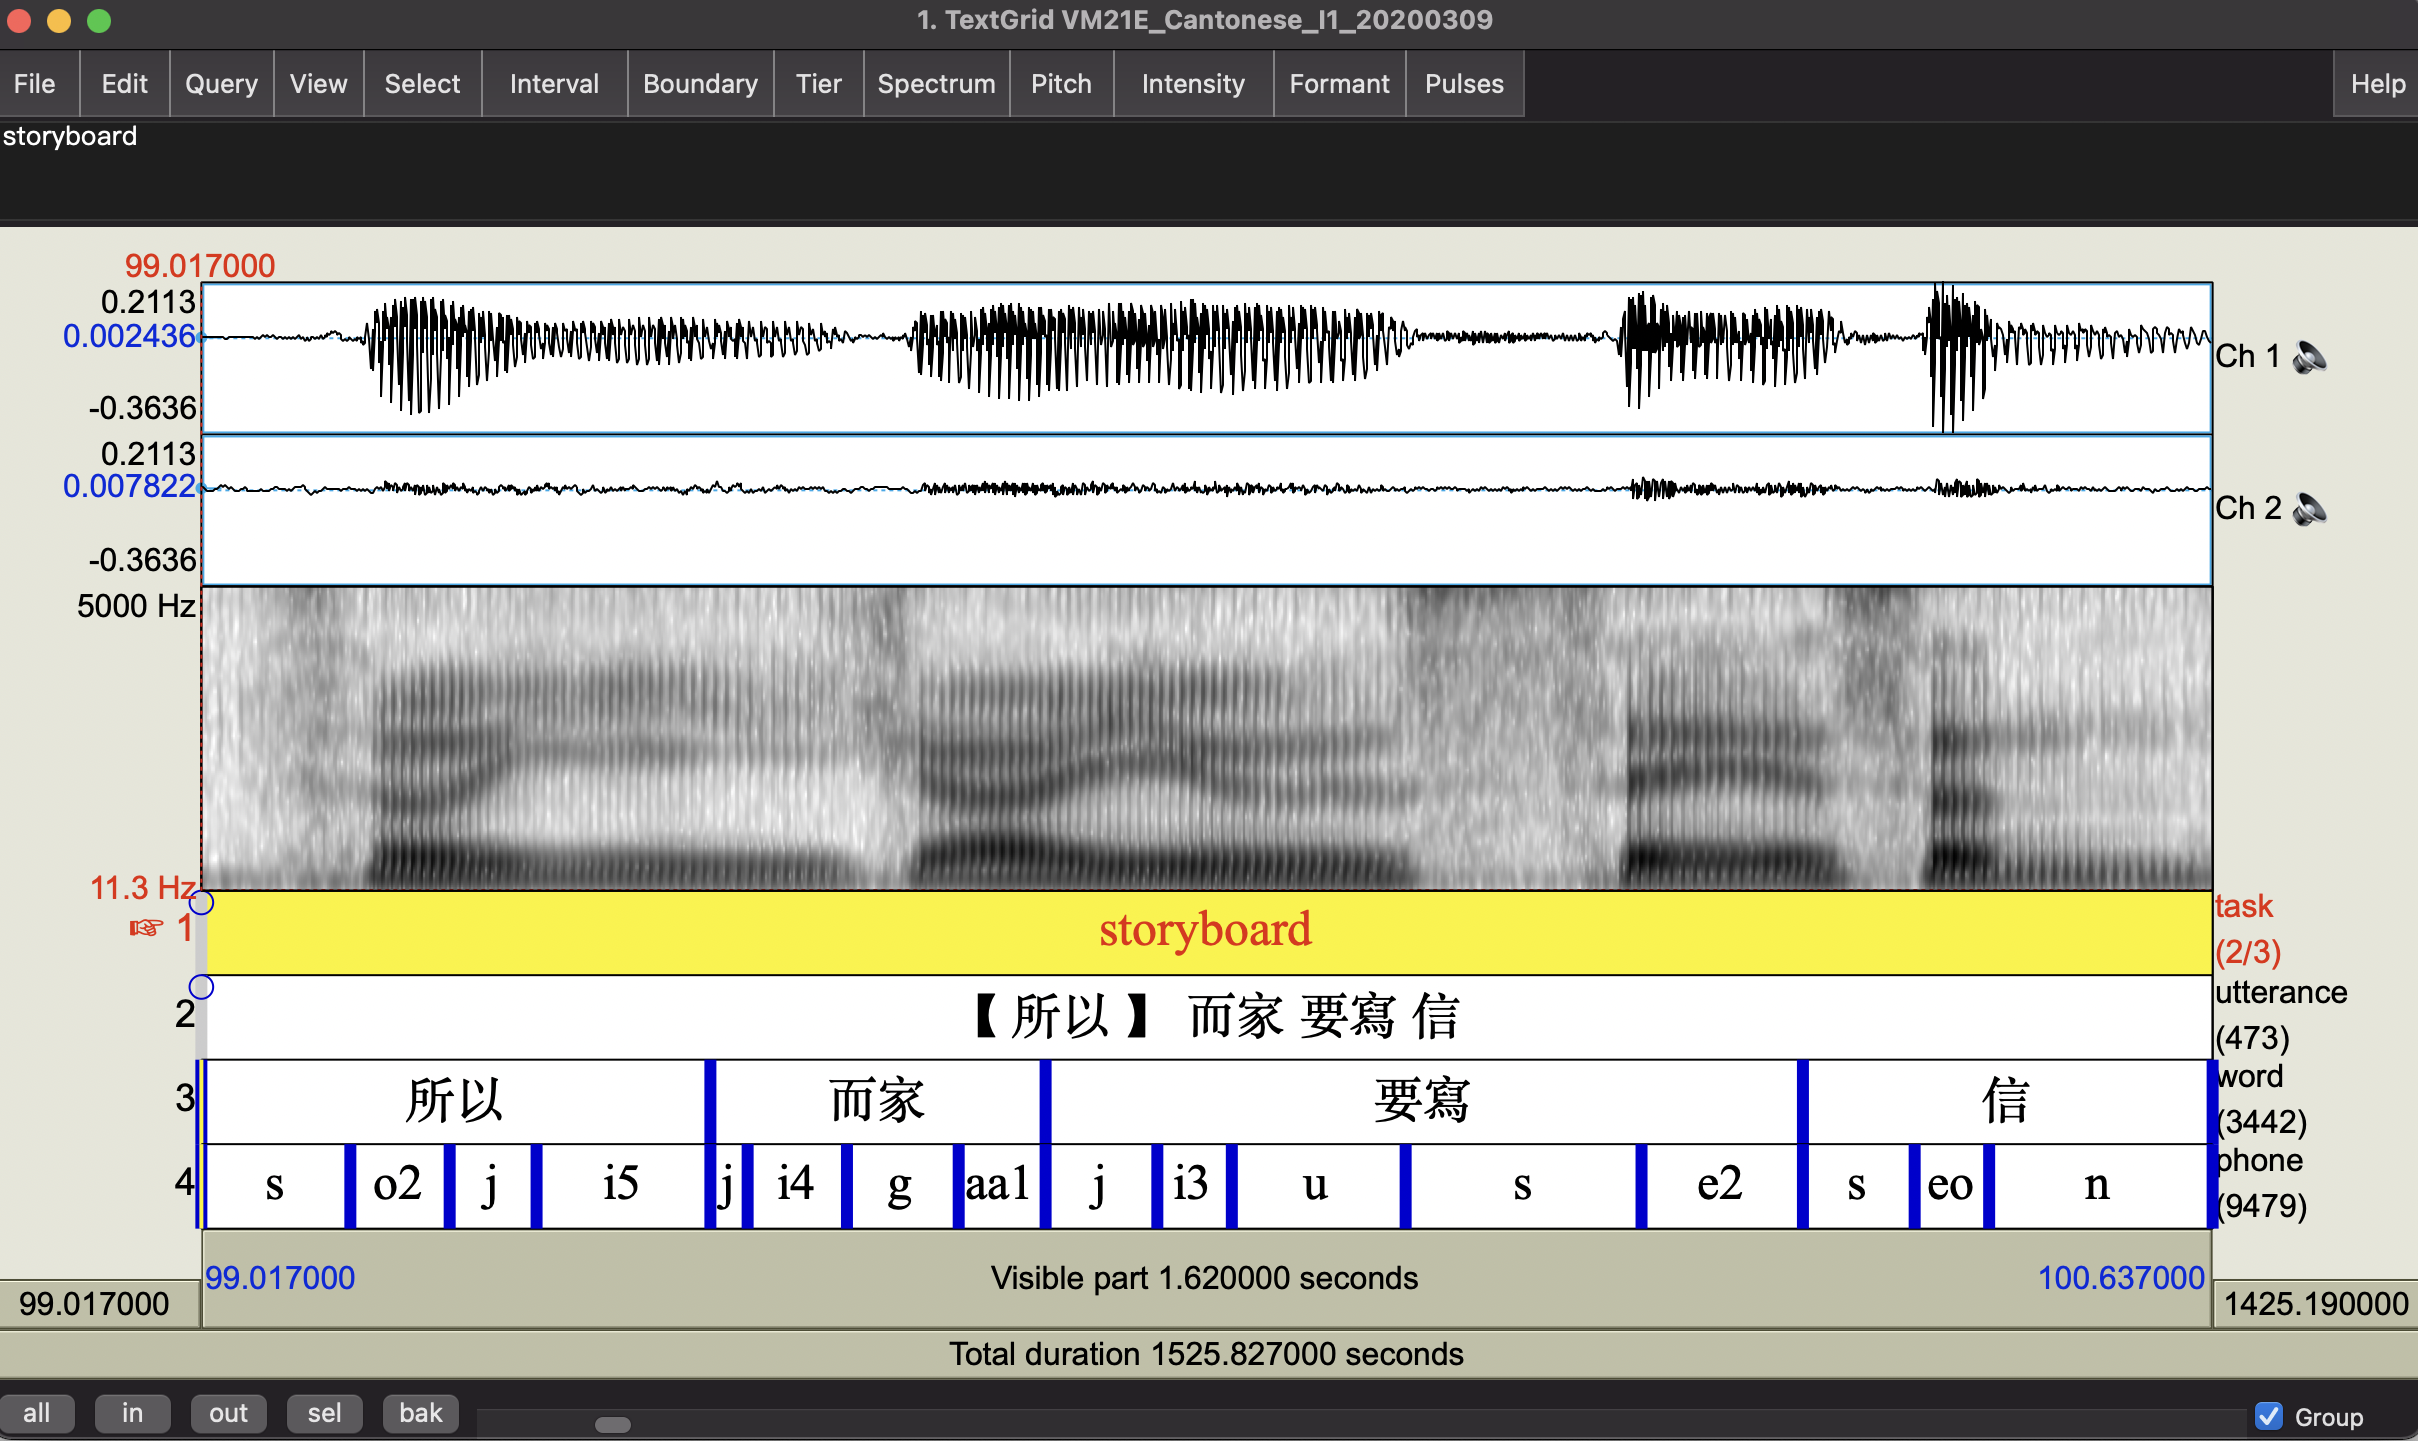 1. TextGrid VM21E_Cantonese_I1_20200309
File Edit Query View Select Interval Boundary Tier Spectrum Pitch Intensity Formant Pulses Help
storyboard
99.017000
0.2113
0.002436
-0.3636
Ch 1
0.2113
0.007822
-0.3636
Ch 2
5000 Hz
11.3 Hz
☞ 1 storyboard task (2/3)
2 【 所以 】 而家 要寫 信 utterance (473)
3 所以 而家 要寫 信 word (3442)
4 s o2 j i5 j i4 g aa1 j i3 u s e2 s eo n phone (9479)
99.017000 Visible part 1.620000 seconds 100.637000
99.017000 1425.190000
Total duration 1525.827000 seconds
all in out sel bak Group